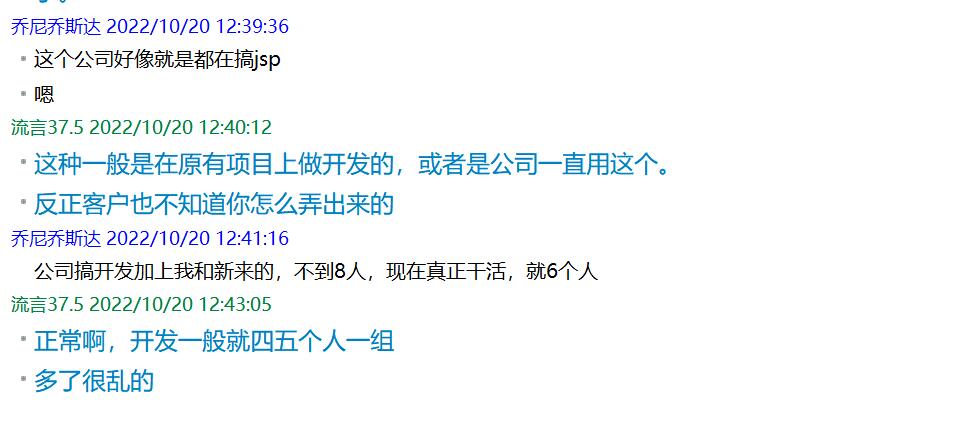 乔尼乔斯达 2022/10/20 12:39:36
这个公司好像就是都在搞jsp
嗯
流言37.5 2022/10/20 12:40:12
这种一般是在原有项目上做开发的，或者是公司一直用这个。
反正客户也不知道你怎么弄出来的
乔尼乔斯达 2022/10/20 12:41:16
公司搞开发加上我和新来的，不到8人，现在真正干活，就6个人
流言37.5 2022/10/20 12:43:05
正常啊，开发一般就四五个人一组
多了很乱的